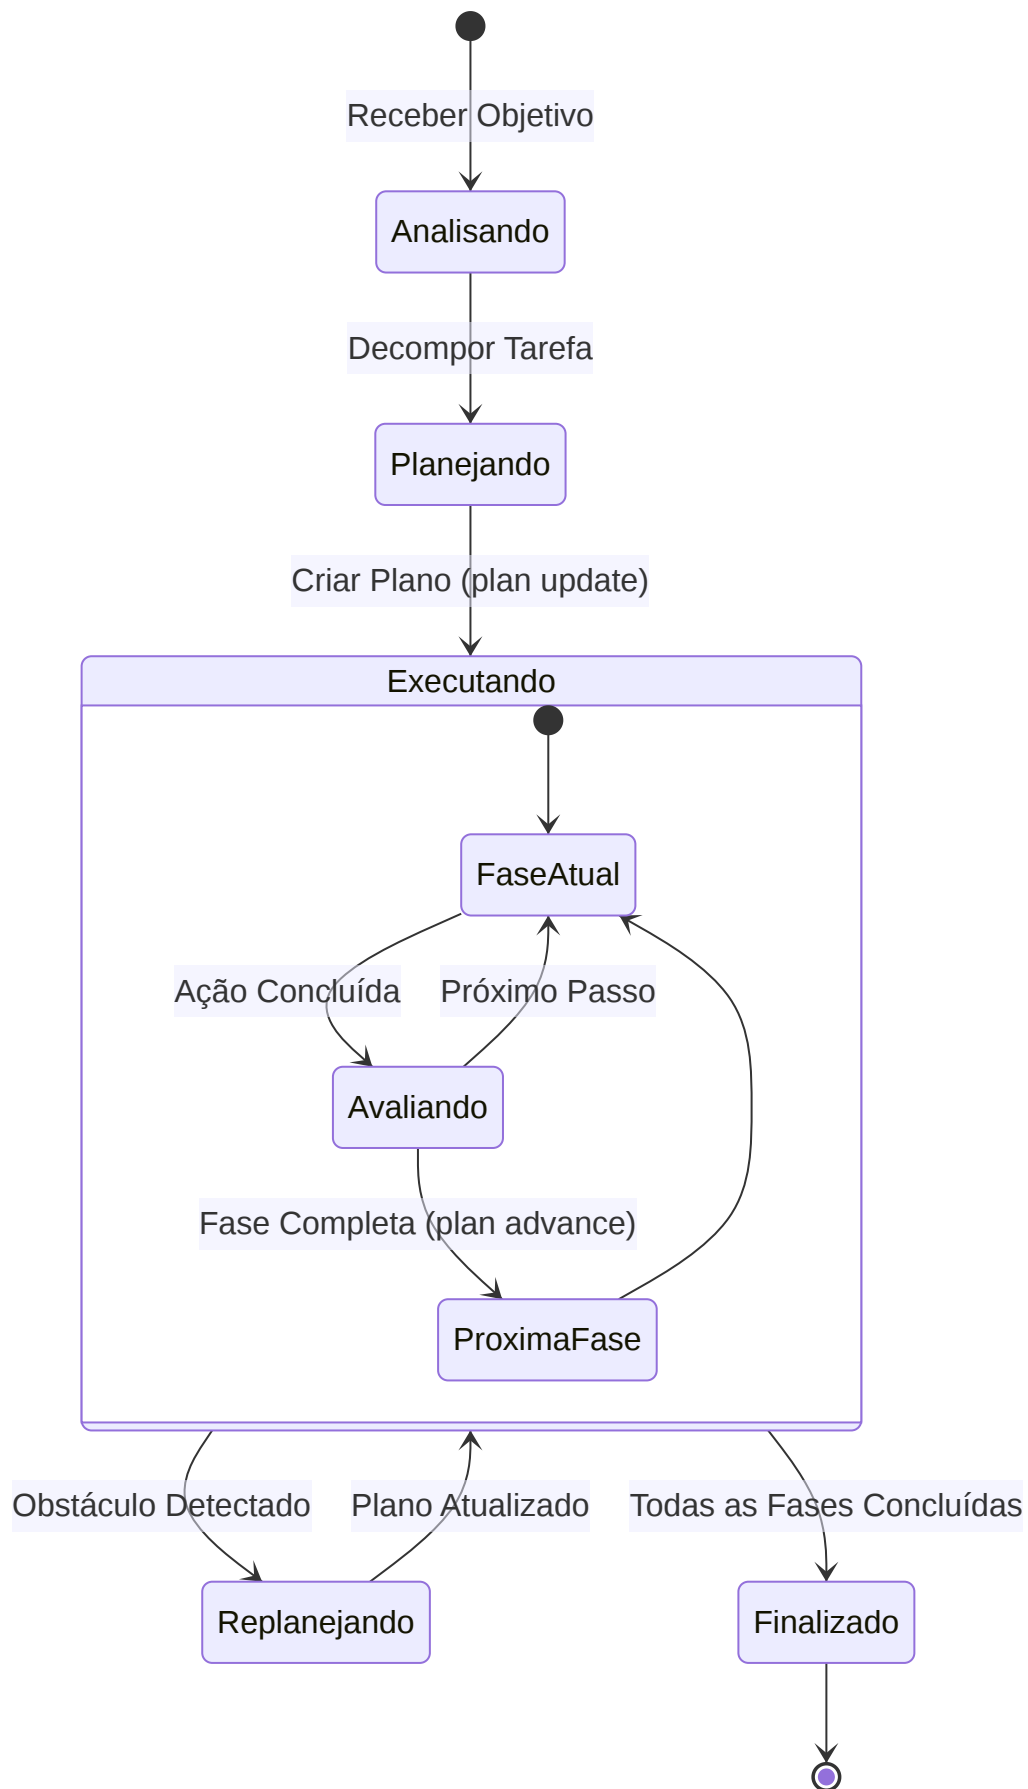 Receber Objetivo
Analisando
Decompor Tarefa
Planejando
Criar Plano (plan update)
Executando
FaseAtual
Ação Concluída
Próximo Passo
Avaliando
Fase Completa (plan advance)
ProximaFase
Obstáculo Detectado
Plano Atualizado
Todas as Fases Concluídas
Replanejando
Finalizado